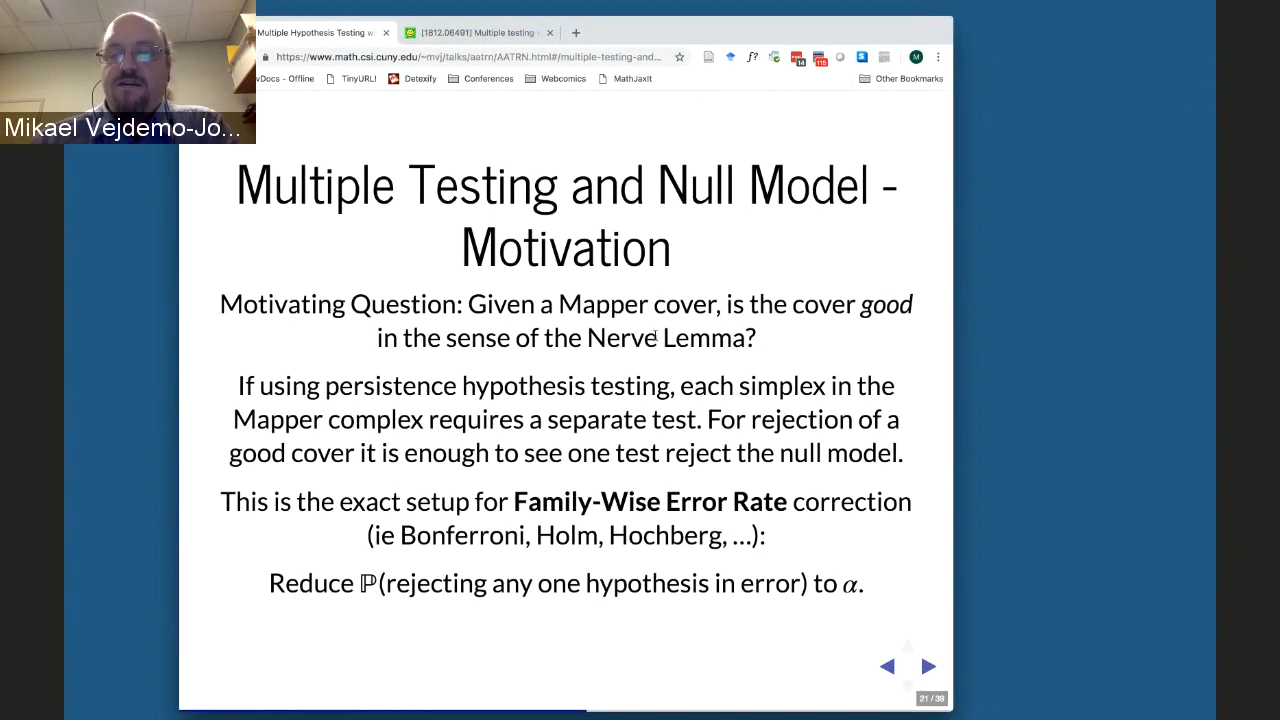 Multiple Hypothesis Testing w
[1812.06491] Multiple testing
https://www.math.csi.cuny.edu/~mvj/talks/aatrn/AATRN.html#/multiple-testing-and...
vDocs - Offline TinyURL! Detexify Conferences Webcomics MathJaxIt Other Bookmarks
Mikael Vejdemo-Jo...
Multiple Testing and Null Model -
Motivation
Motivating Question: Given a Mapper cover, is the cover good
in the sense of the Nerve Lemma?
If using persistence hypothesis testing, each simplex in the
Mapper complex requires a separate test. For rejection of a
good cover it is enough to see one test reject the null model.
This is the exact setup for Family-Wise Error Rate correction
(ie Bonferroni, Holm, Hochberg, …):
Reduce ℙ(rejecting any one hypothesis in error) to α.
21 / 39